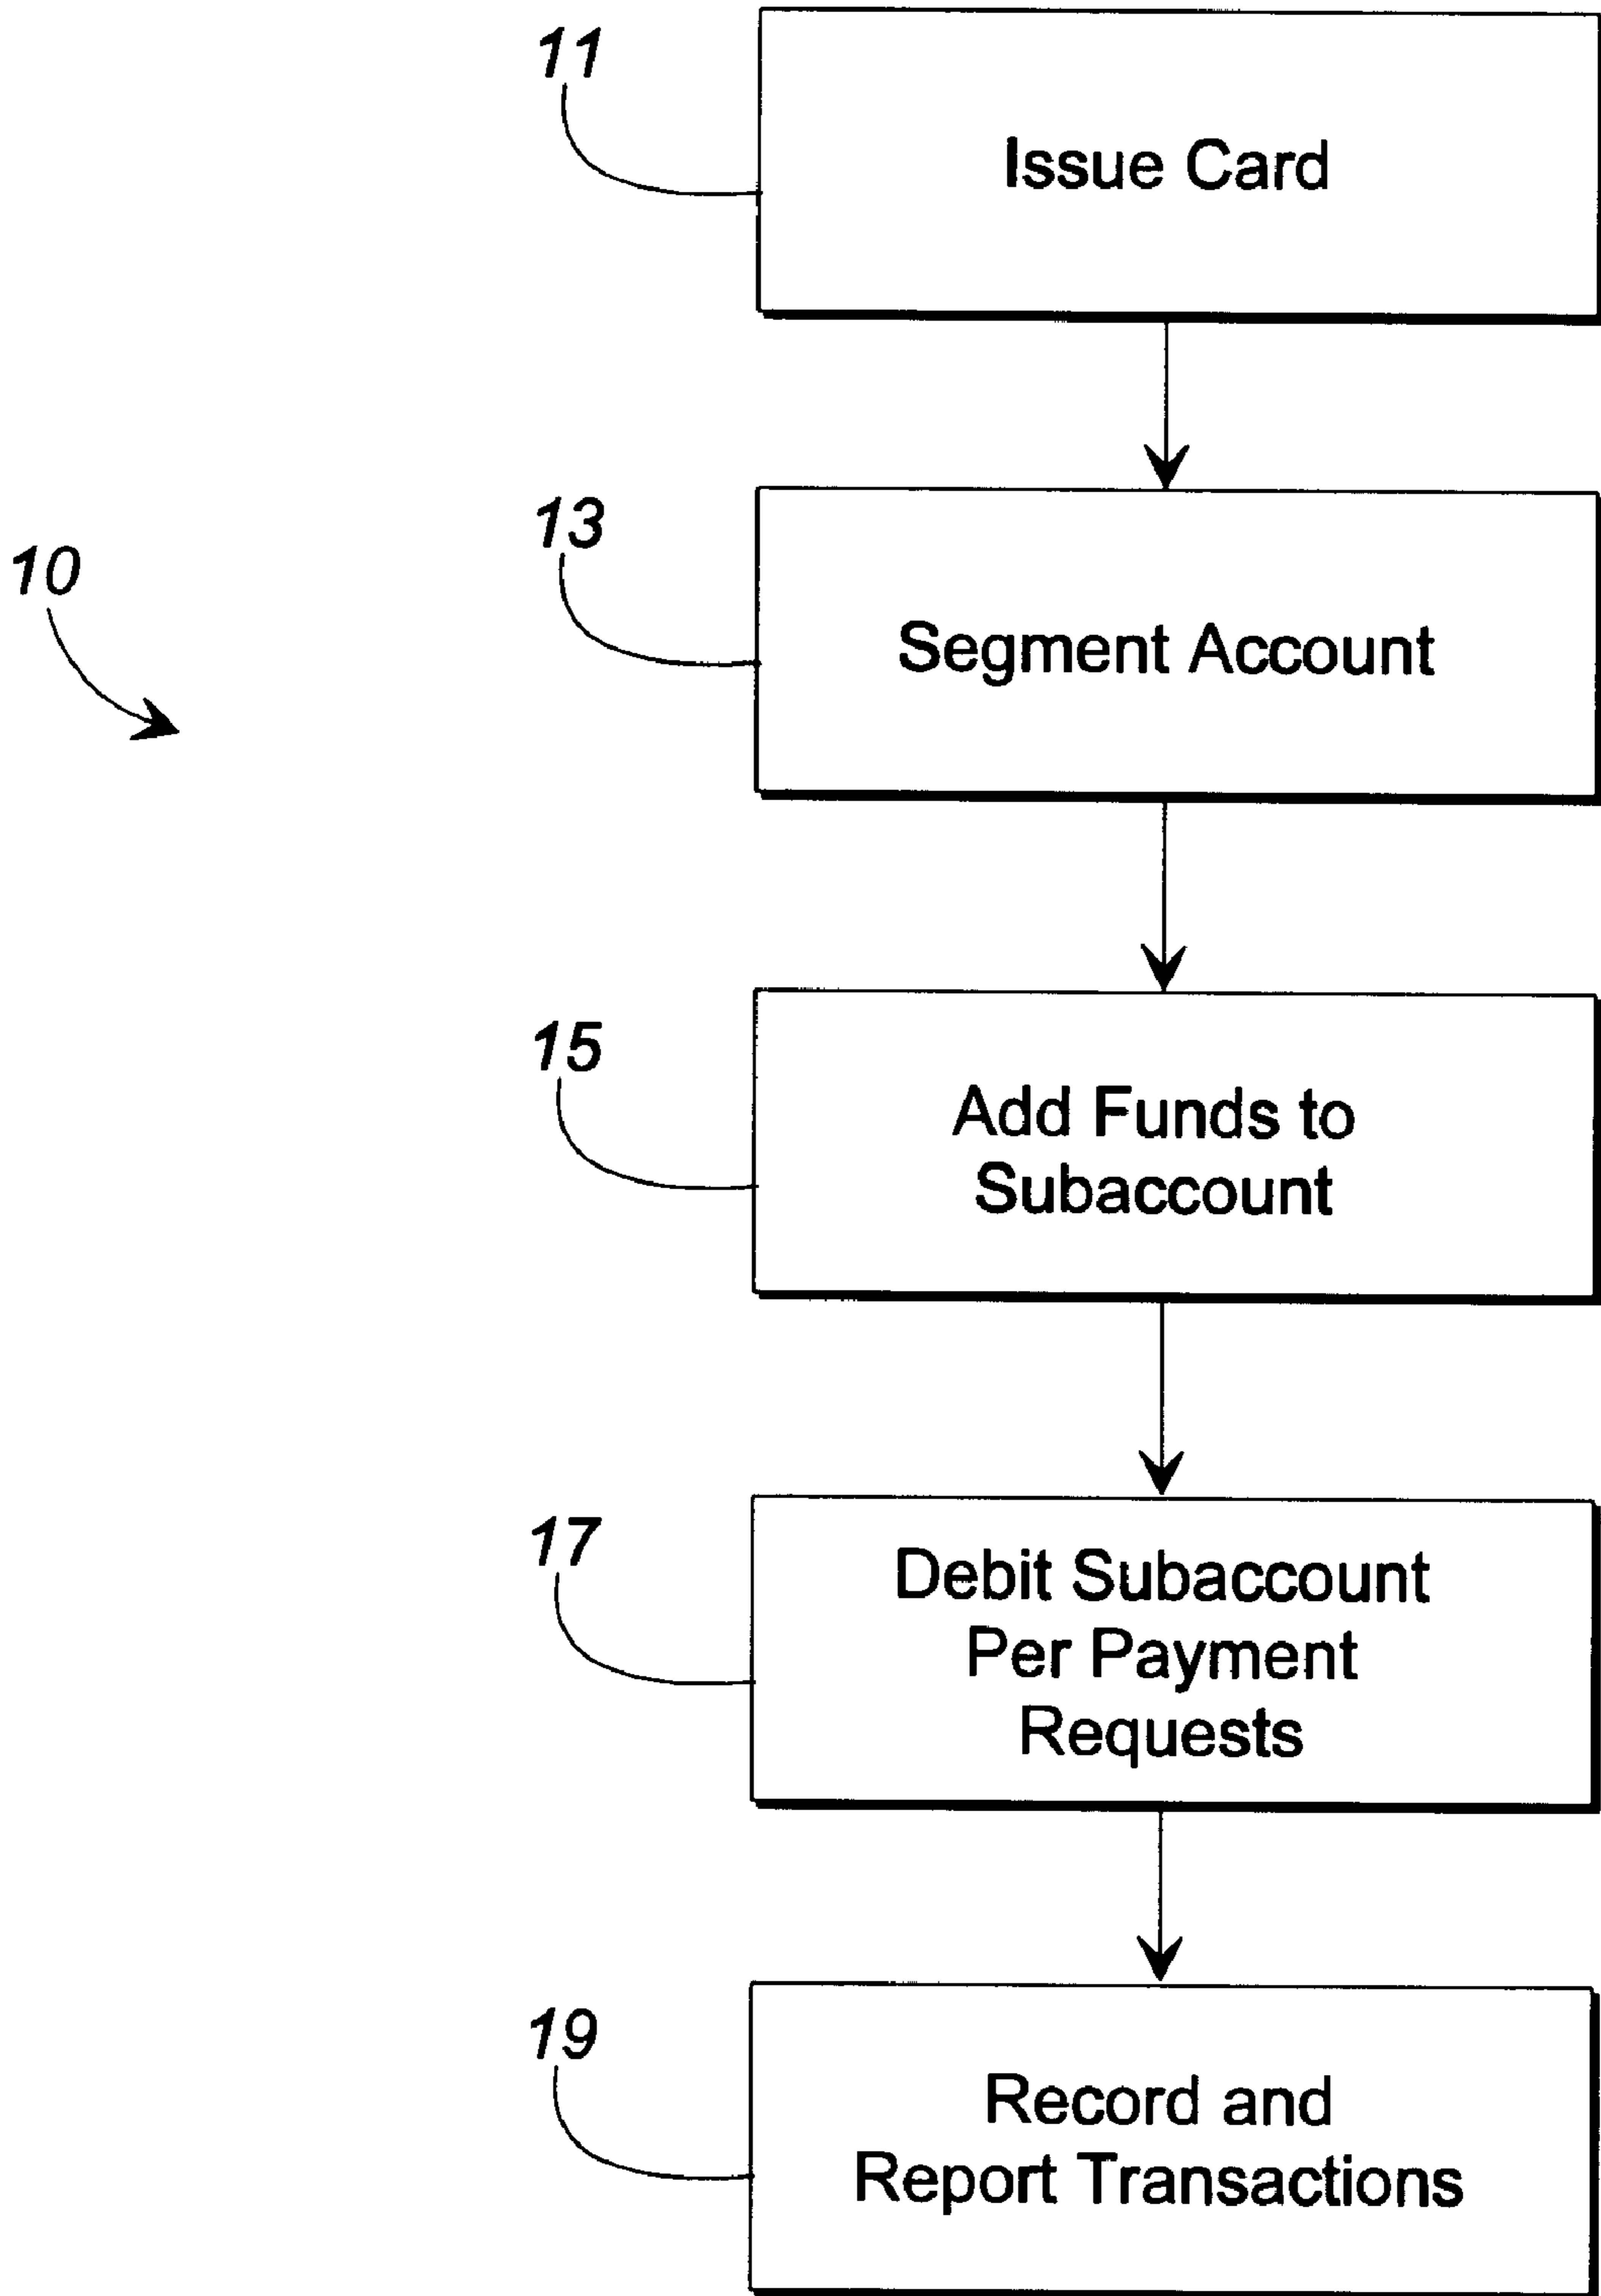 11
Issue Card
13
10
Segment Account
15
Add Funds to
Subaccount
17
Debit Subaccount
Per Payment
Requests
19
Record and
Report Transactions